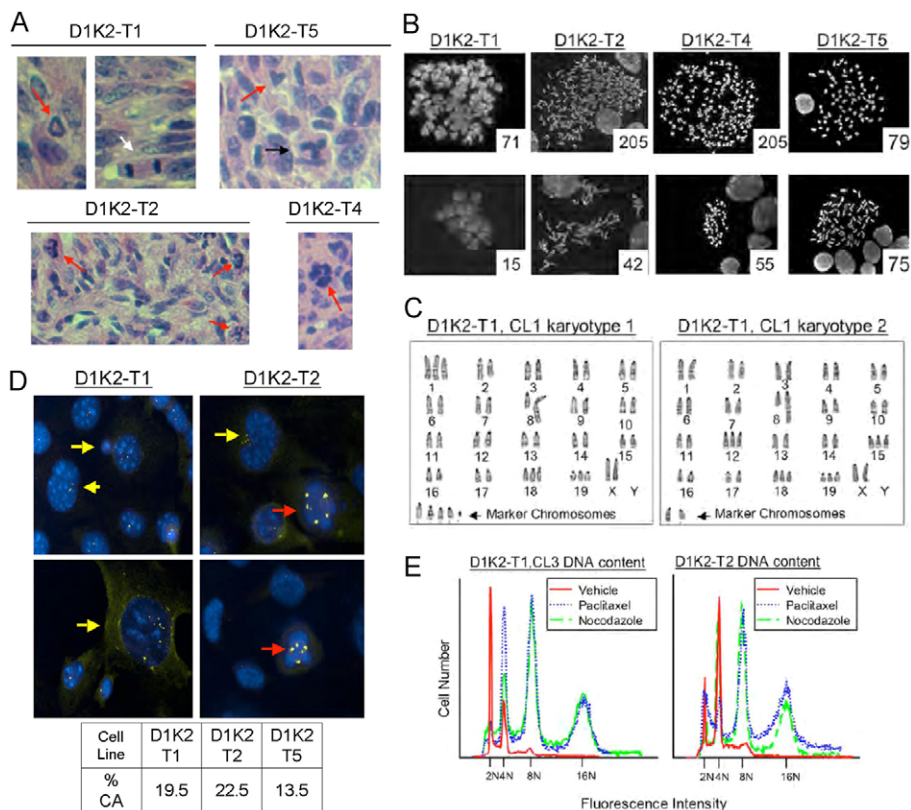 A
D1K2-T1
D1K2-T5
D1K2-T2
D1K2-T4
B
D1K2-T1
D1K2-T2
D1K2-T4
D1K2-T5
71
205
205
79
15
42
55
75
C
D1K2-T1, CL1 karyotype 1
1 2 3 4 5
6 7 8 9 10
11 12 13 14 15
16 17 18 19 X Y
Marker Chromosomes
D1K2-T1, CL1 karyotype 2
1 2 3 4 5
6 7 8 9 10
11 12 13 14 15
16 17 18 19 X Y
Marker Chromosomes
D
D1K2-T1
D1K2-T2
Cell Line D1K2 T1 D1K2 T2 D1K2 T5
% CA 19.5 22.5 13.5
E
D1K2-T1,CL3 DNA content
Vehicle
Paclitaxel
Nocodazole
2N 4N 8N 16N
D1K2-T2 DNA content
Vehicle
Paclitaxel
Nocodazole
2N 4N 8N 16N
Cell Number
Fluorescence Intensity